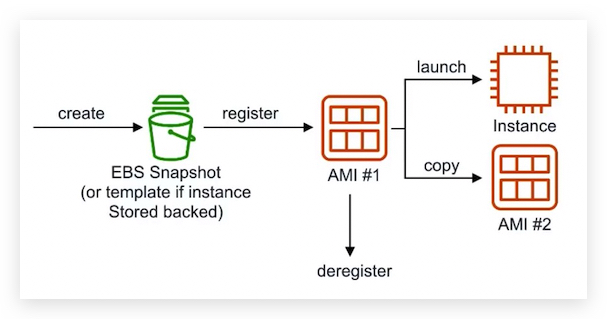 create
register
launch
copy
EBS Snapshot
(or template if instance
Stored backed)
AMI #1
Instance
AMI #2
deregister